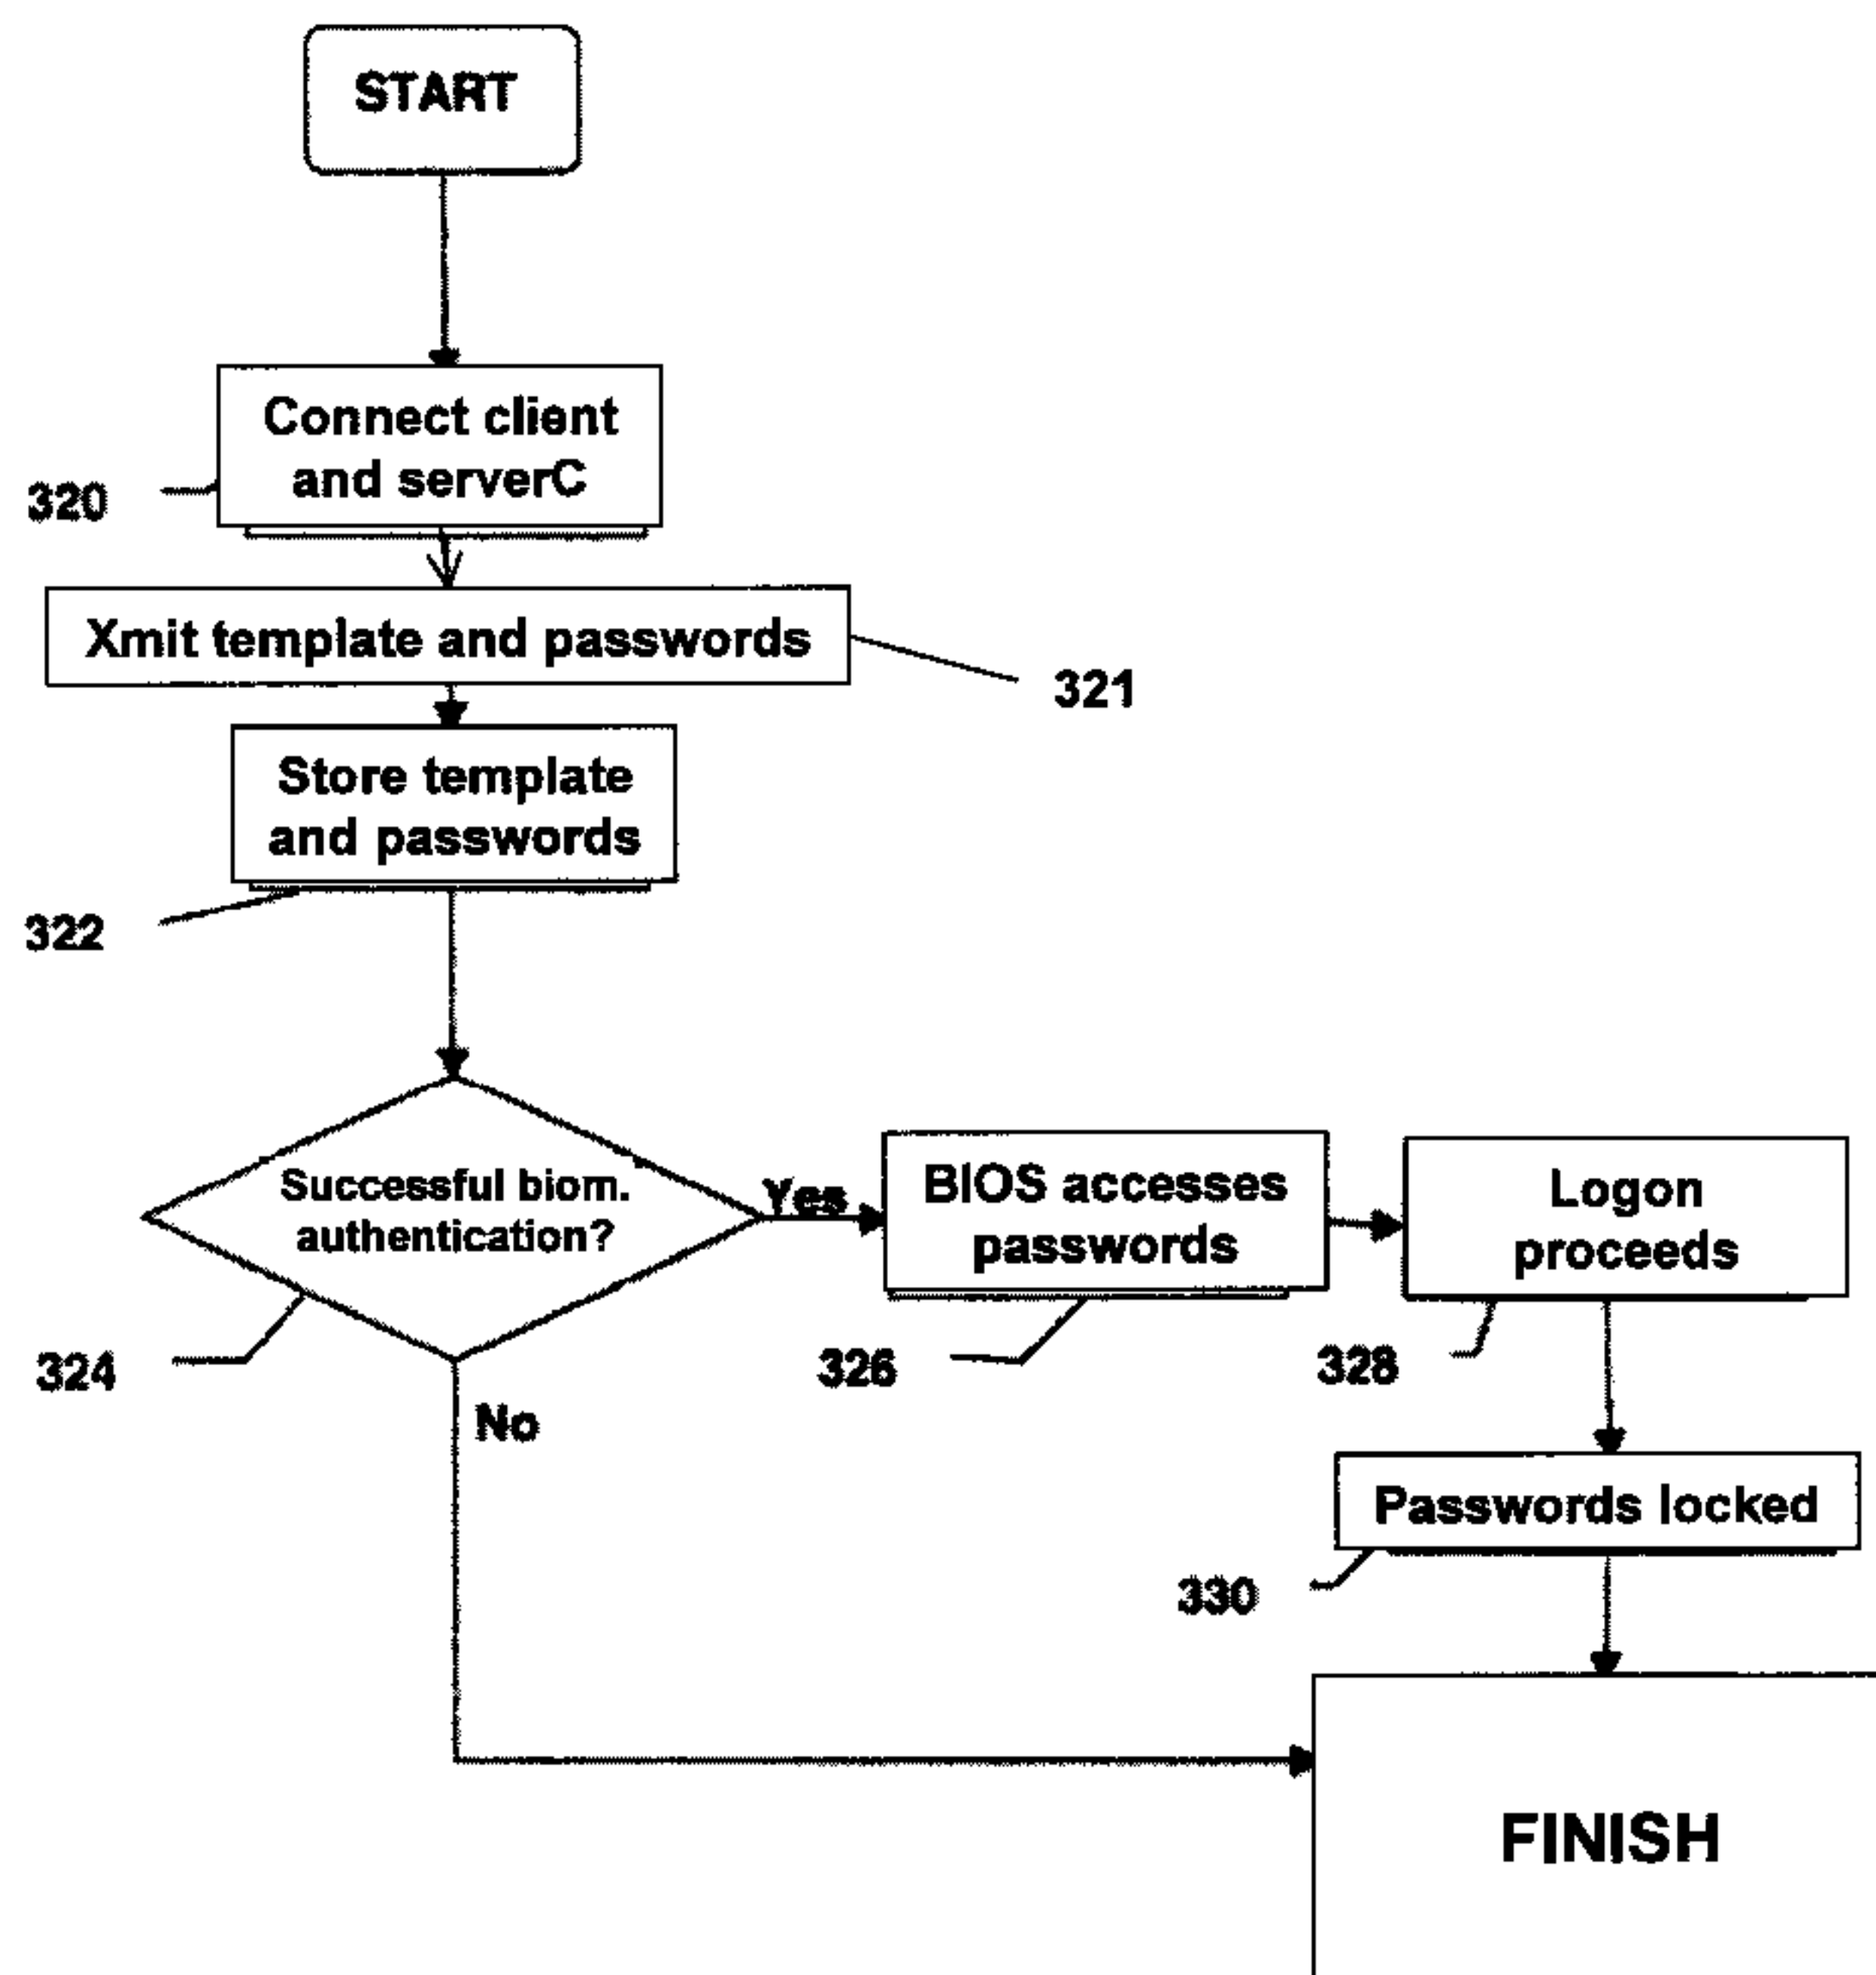 START
Connect client
and serverC
320
Xmit template and passwords
321
Store template
and passwords
322
Successful biom.
authentication?
324
Yes
BIOS accesses
passwords
326
Logon
proceeds
328
No
Passwords locked
330
FINISH